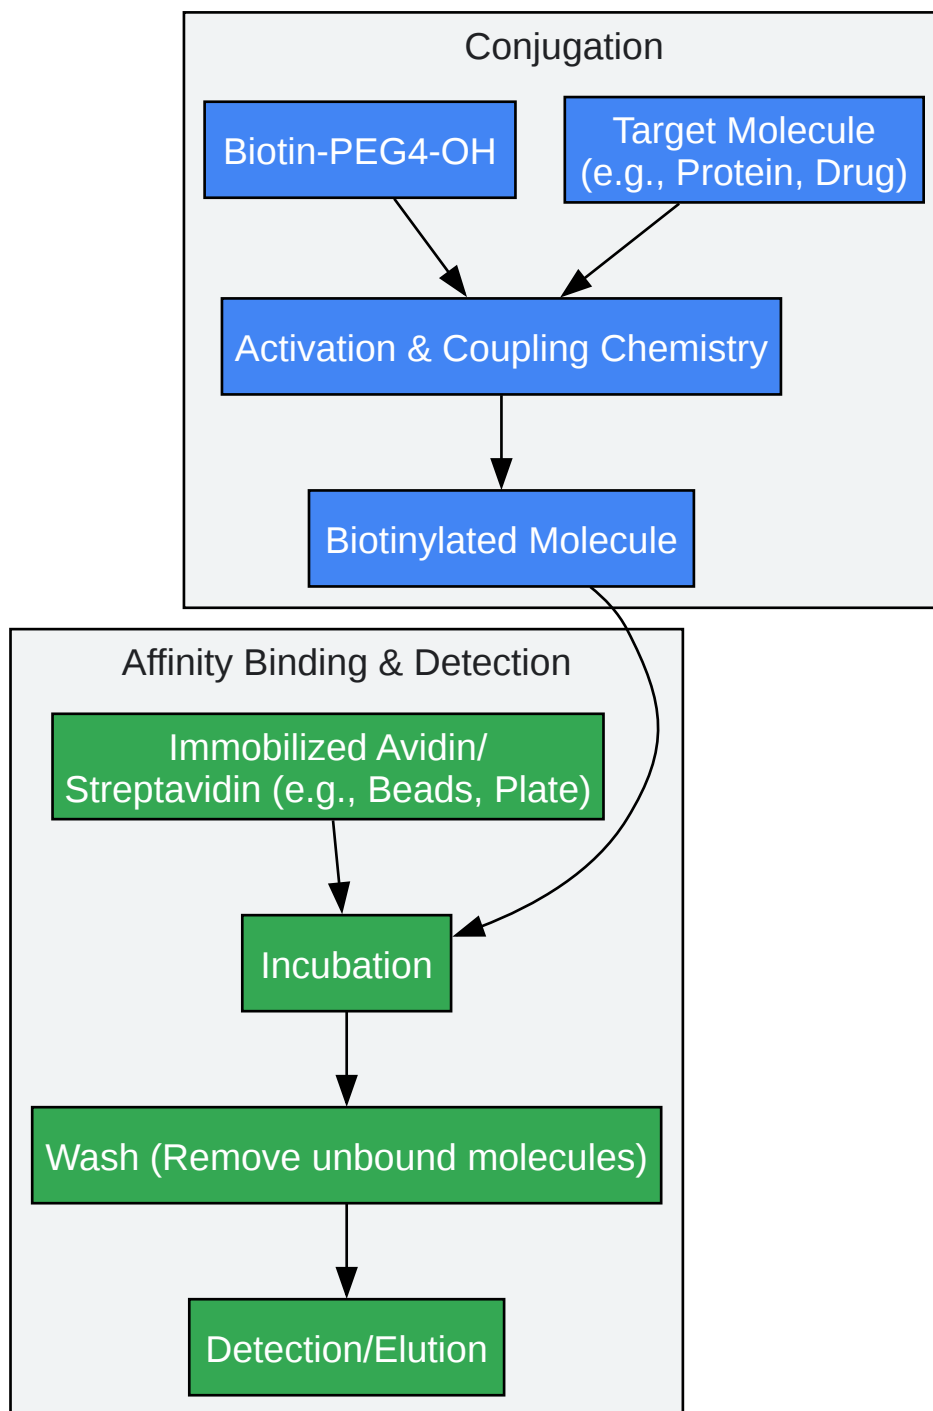 Conjugation
Biotin-PEG4-OH
Target Molecule
(e.g., Protein, Drug)
Activation & Coupling Chemistry
Biotinylated Molecule
Affinity Binding & Detection
Immobilized Avidin/
Streptavidin (e.g., Beads, Plate)
Incubation
Wash (Remove unbound molecules)
Detection/Elution